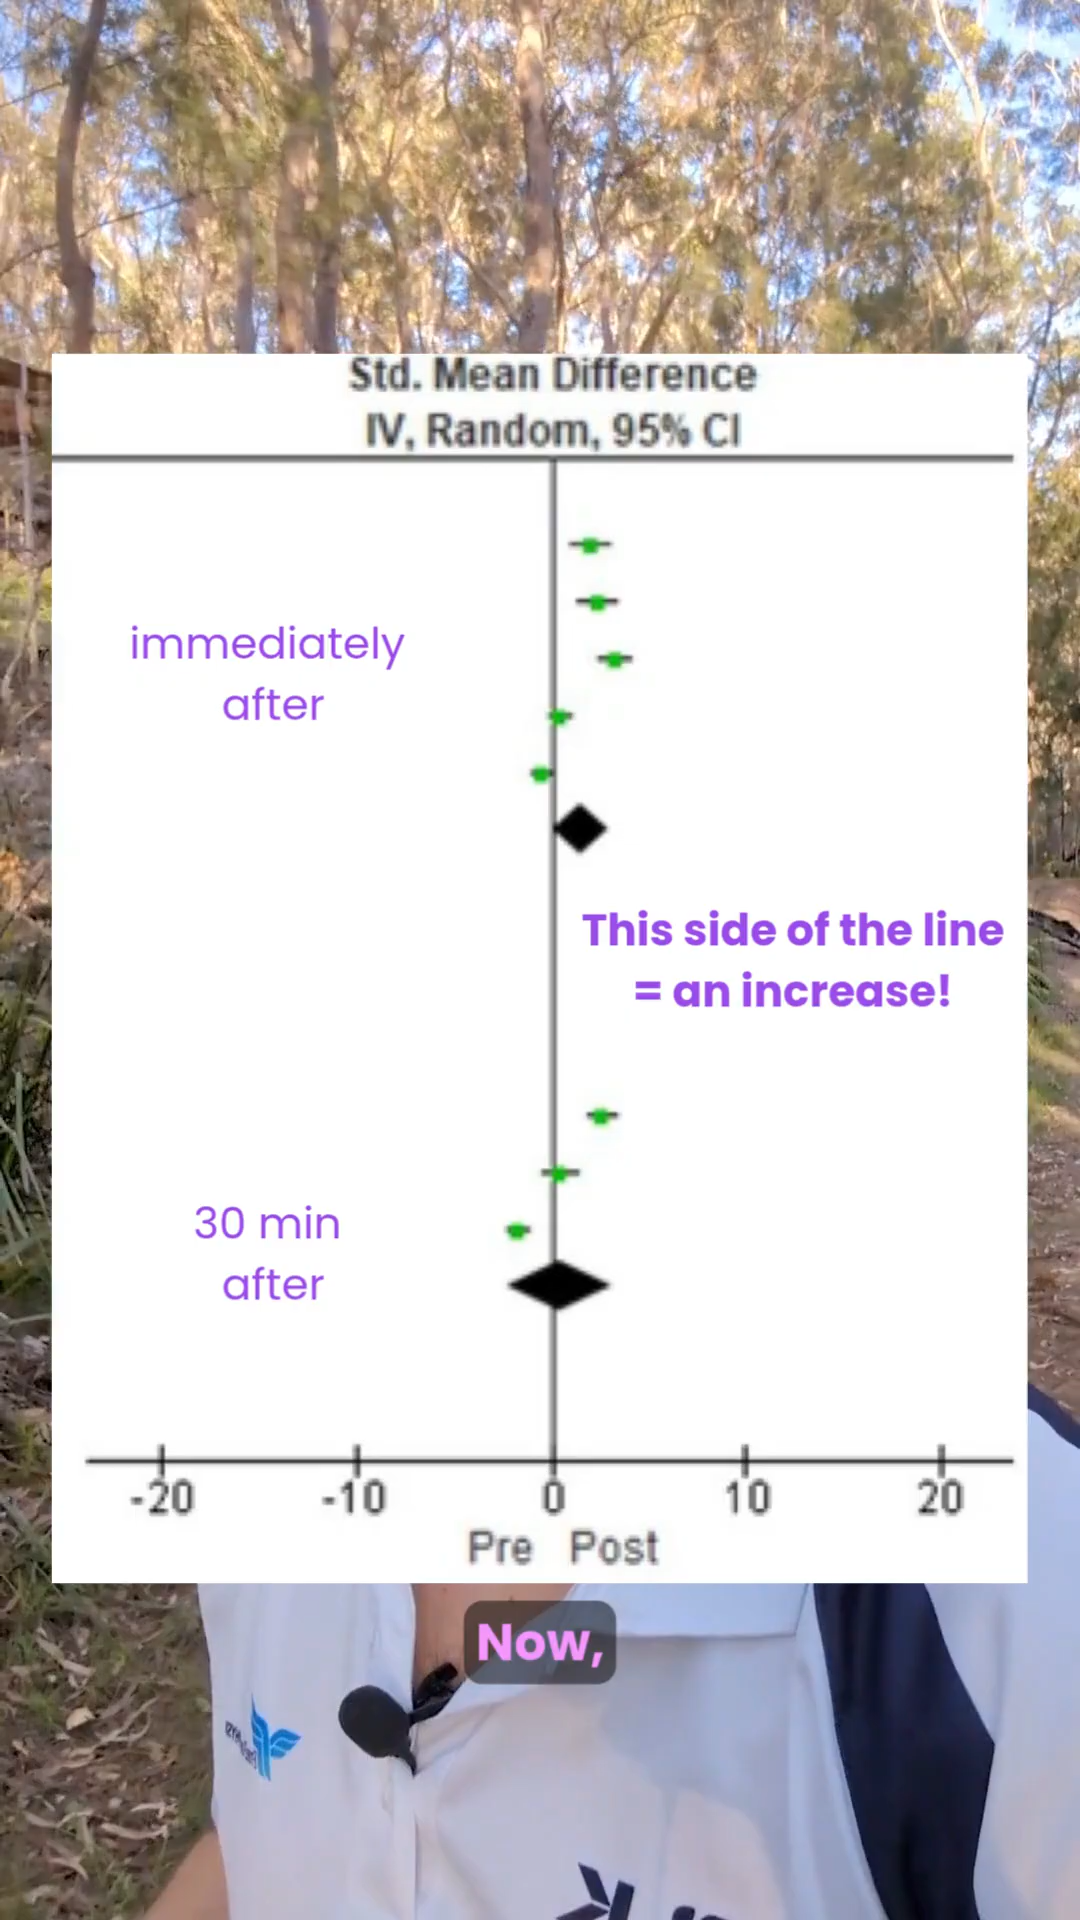 Std. Mean Difference
IV, Random, 95% CI
immediately
after
This side of the line
= an increase!
30 min
after
-20 -10 0 10 20
Pre Post
Now,